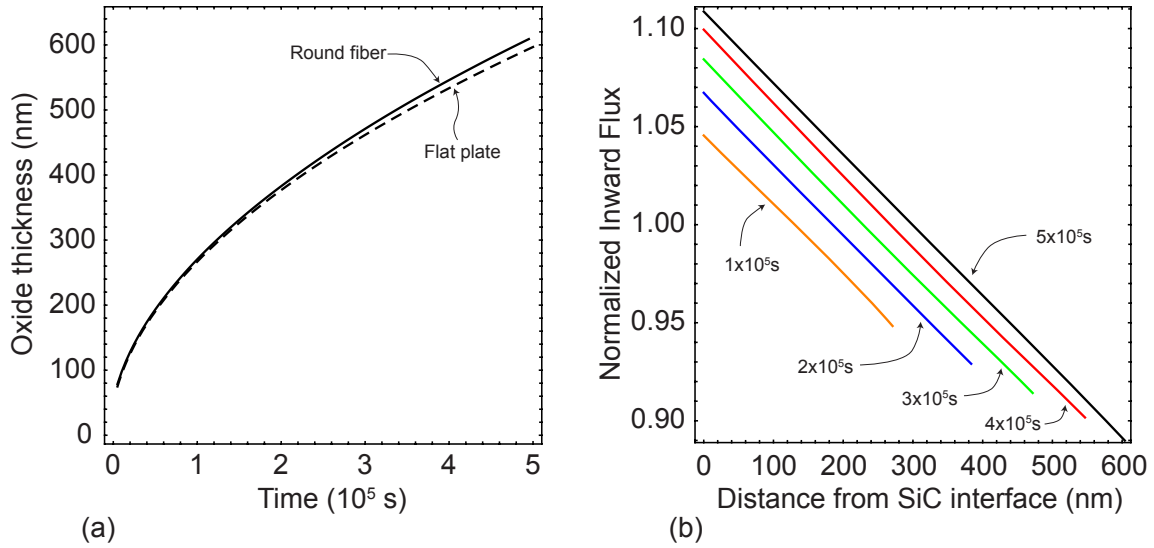 Oxide thickness (nm)
600
500
400
300
200
100
0
Round fiber
Flat plate
0 1 2 3 4 5
Time (10⁵ s)
(a)
Normalized Inward Flux
1.10
1.05
1.00
0.95
0.90
1x10⁵s
2x10⁵s
3x10⁵s
4x10⁵s
5x10⁵s
0 100 200 300 400 500 600
Distance from SiC interface (nm)
(b)